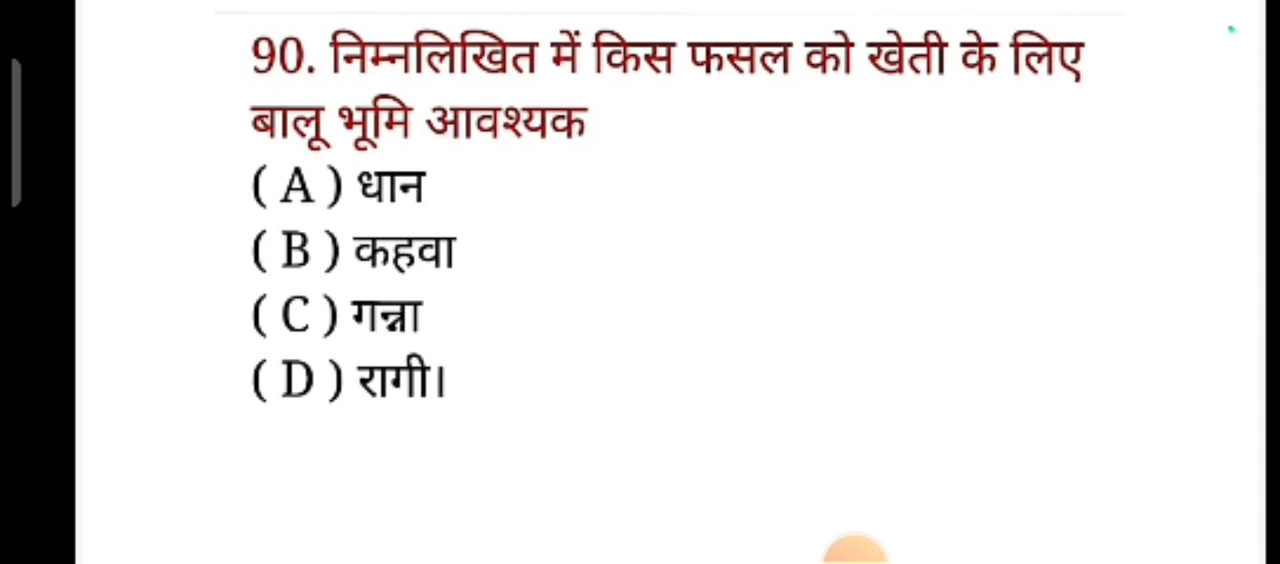 90. निम्नलिखित में किस फसल को खेती के लिए
बालू भूमि आवश्यक
( A ) धान
( B ) कहवा
( C ) गन्ना
( D ) रागी।